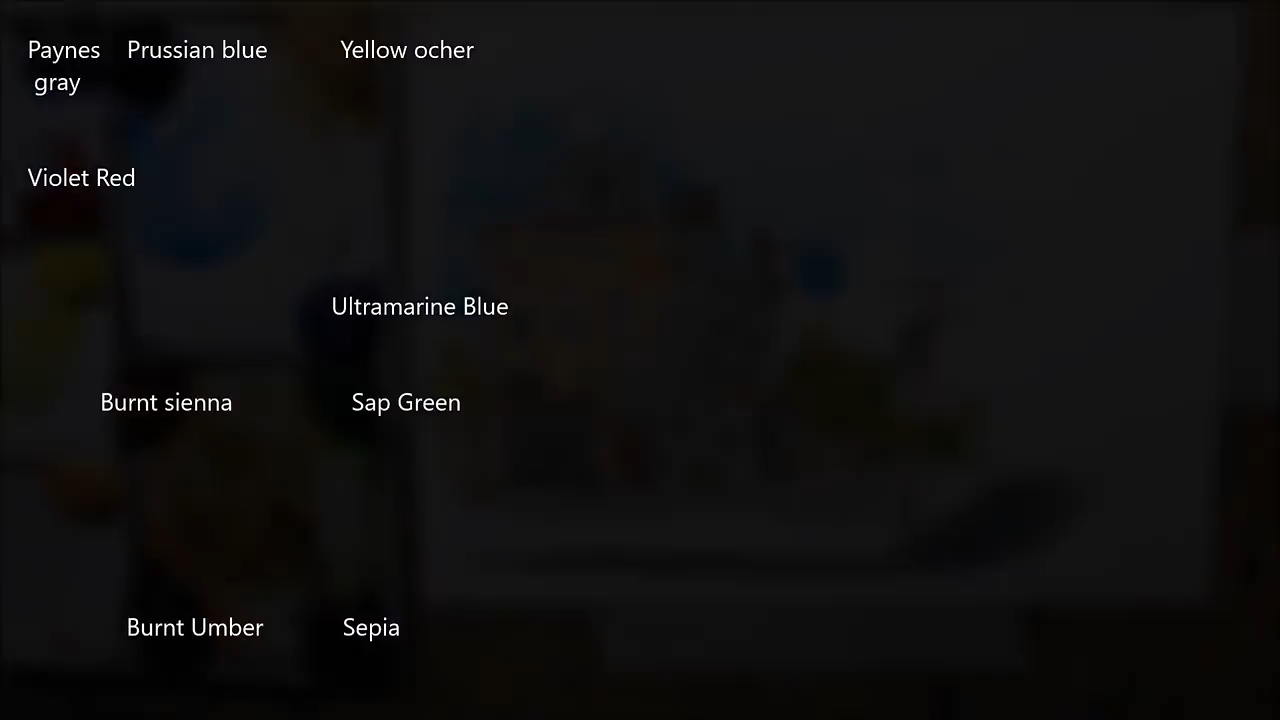 Paynes gray
Prussian blue
Yellow ocher
Violet Red
Ultramarine Blue
Burnt sienna
Sap Green
Burnt Umber
Sepia